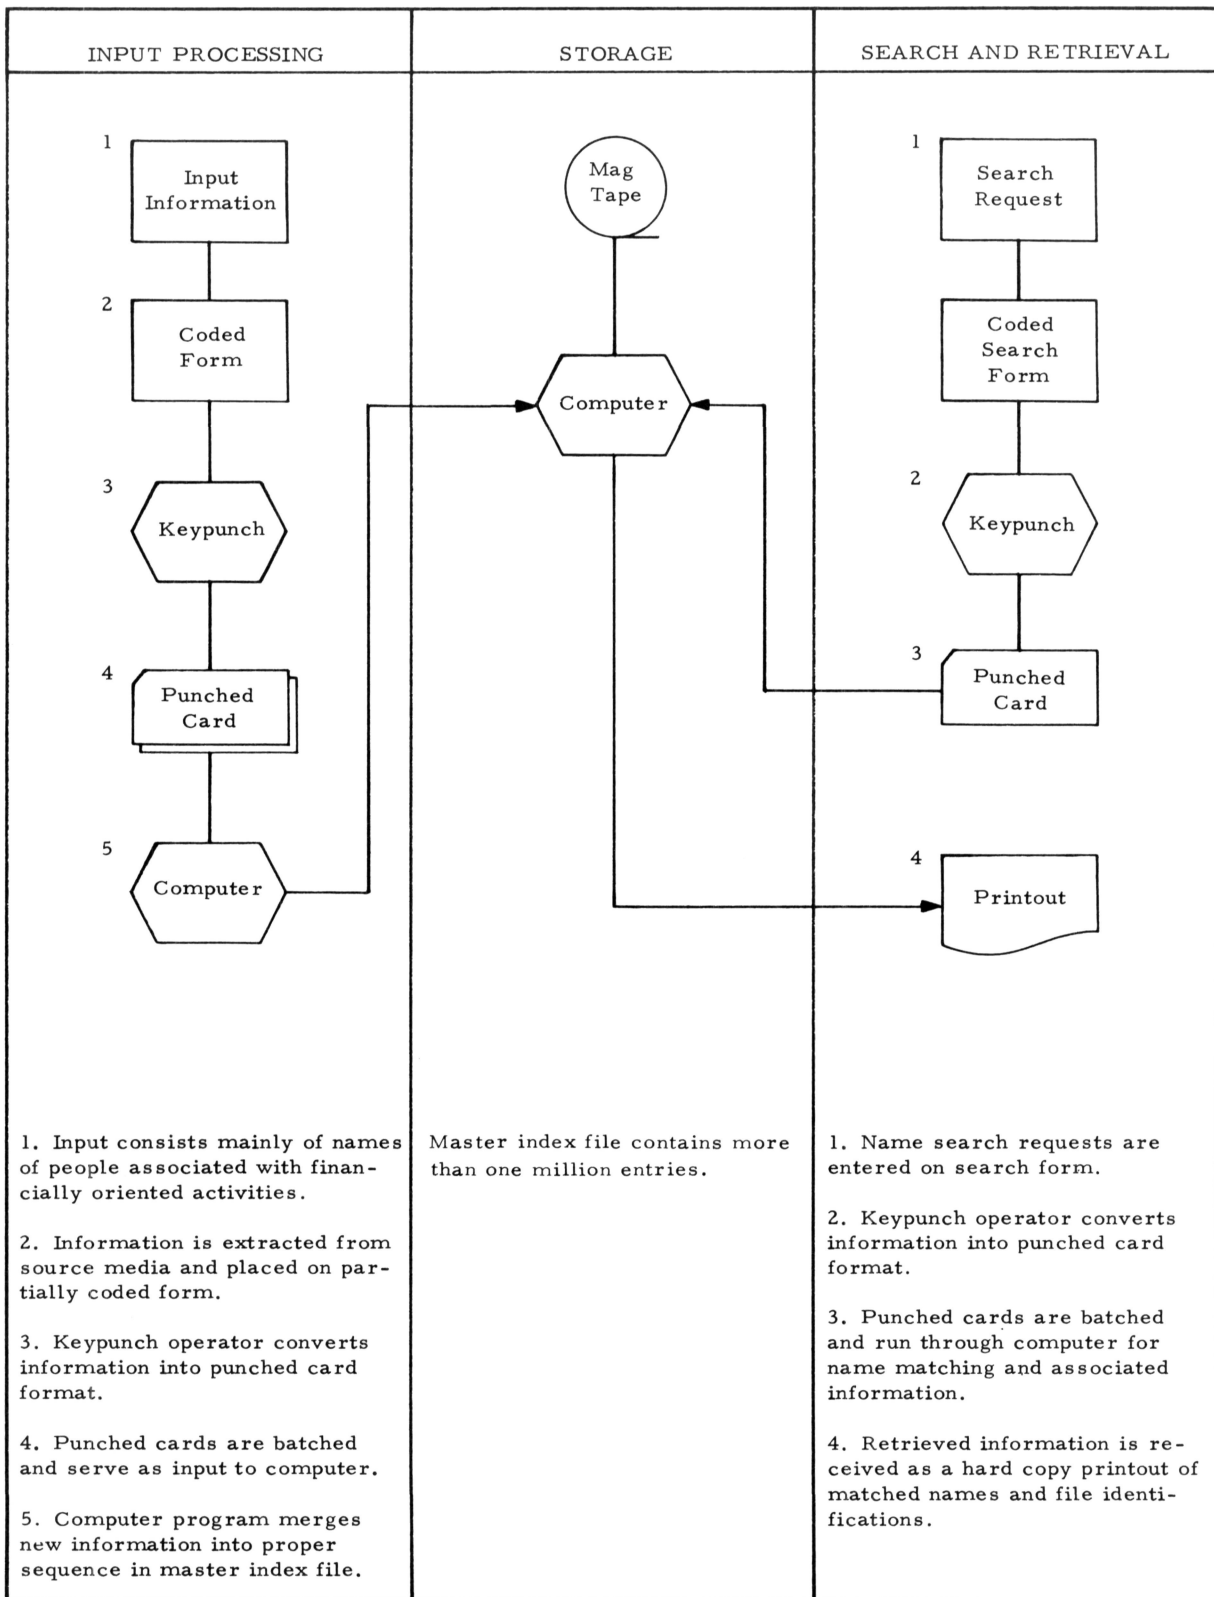 INPUT PROCESSING
STORAGE
SEARCH AND RETRIEVAL
1
Input
Information
2
Coded
Form
3
Keypunch
4
Punched
Card
5
Computer
Mag
Tape
Computer
1
Search
Request
Coded
Search
Form
2
Keypunch
3
Punched
Card
4
Printout
1. Input consists mainly of names
of people associated with finan-
cially oriented activities.
2. Information is extracted from
source media and placed on par-
tially coded form.
3. Keypunch operator converts
information into punched card
format.
4. Punched cards are batched
and serve as input to computer.
5. Computer program merges
new information into proper
sequence in master index file.
Master index file contains more
than one million entries.
1. Name search requests are
entered on search form.
2. Keypunch operator converts
information into punched card
format.
3. Punched cards are batched
and run through computer for
name matching and associated
information.
4. Retrieved information is re-
ceived as a hard copy printout of
matched names and file identi-
fications.